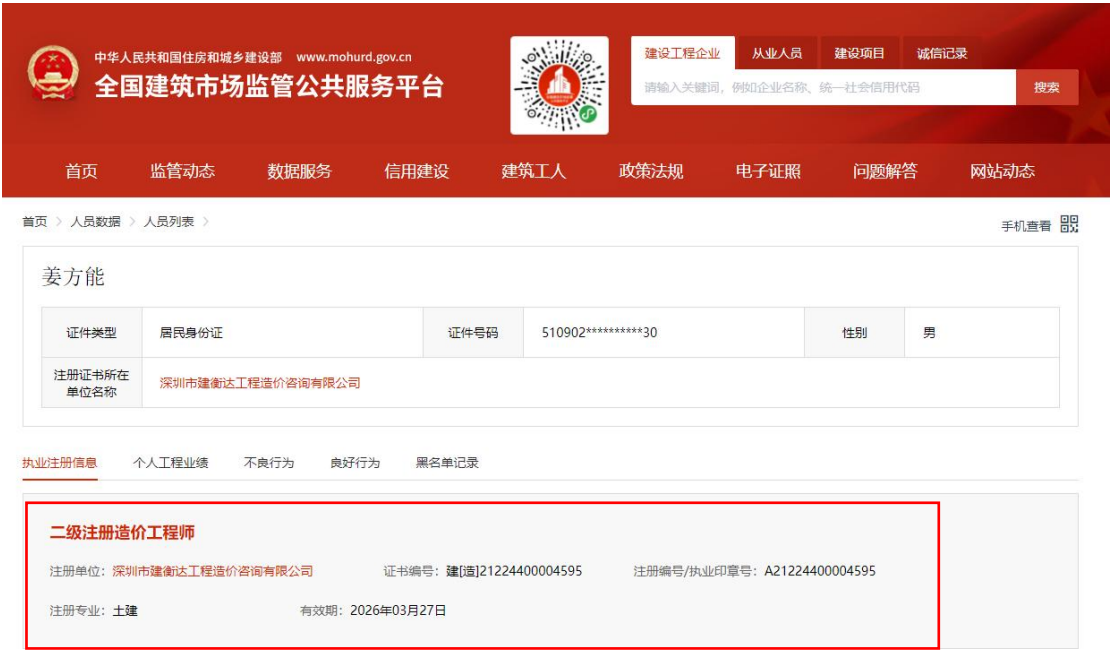 中华人民共和国住房和城乡建设部 www.mohurd.gov.cn
全国建筑市场监管公共服务平台
建设工程企业 从业人员 建设项目 诚信记录
请输入关键词，例如企业名称、统一社会信用代码 搜索
首页 监管动态 数据服务 信用建设 建筑工人 政策法规 电子证照 问题解答 网站动态
首页 > 人员数据 > 人员列表 >
手机查看
姜方能
证件类型 居民身份证 证件号码 510902**********30 性别 男
注册证书所在
单位名称
深圳市建衡达工程造价咨询有限公司
执业注册信息 个人工程业绩 不良行为 良好行为 黑名单记录
二级注册造价工程师
注册单位：深圳市建衡达工程造价咨询有限公司 证书编号：建[造]21224400004595 注册编号/执业印章号：A21224400004595
注册专业：土建 有效期：2026年03月27日